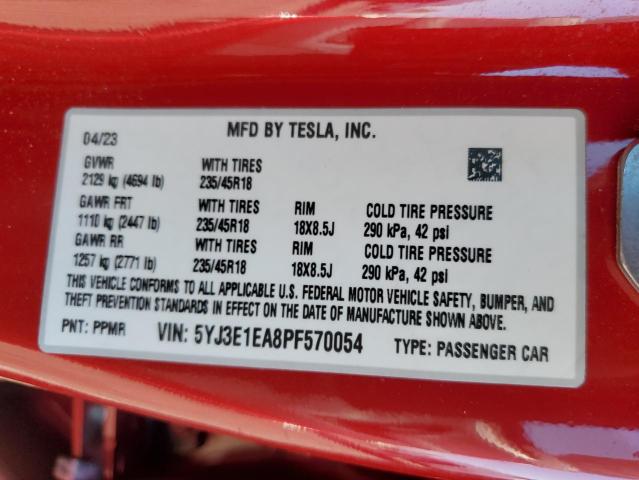 MFD BY TESLA, INC.
04/23
GVWR WITH TIRES
2129 kg (4694 lb) 235/45R18
GAWR FRT WITH TIRES RIM COLD TIRE PRESSURE
1110 kg (2447 lb) 235/45R18 18X8.5J 290 kPa, 42 psi
GAWR RR WITH TIRES RIM COLD TIRE PRESSURE
1257 kg (2771 lb) 235/45R18 18X8.5J 290 kPa, 42 psi
THIS VEHICLE CONFORMS TO ALL APPLICABLE U.S. FEDERAL MOTOR VEHICLE SAFETY, BUMPER, AND
THEFT PREVENTION STANDARDS IN EFFECT ON THE DATE OF MANUFACTURE SHOWN ABOVE.
PNT: PPMR VIN: 5YJ3E1EA8PF570054 TYPE: PASSENGER CAR